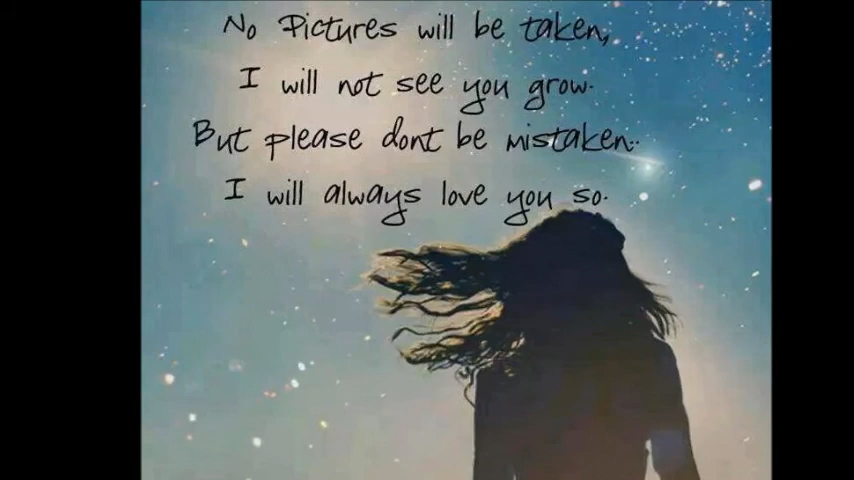 No Pictures will be taken,
I will not see you grow.
But please dont be mistaken..
I will always love you so.